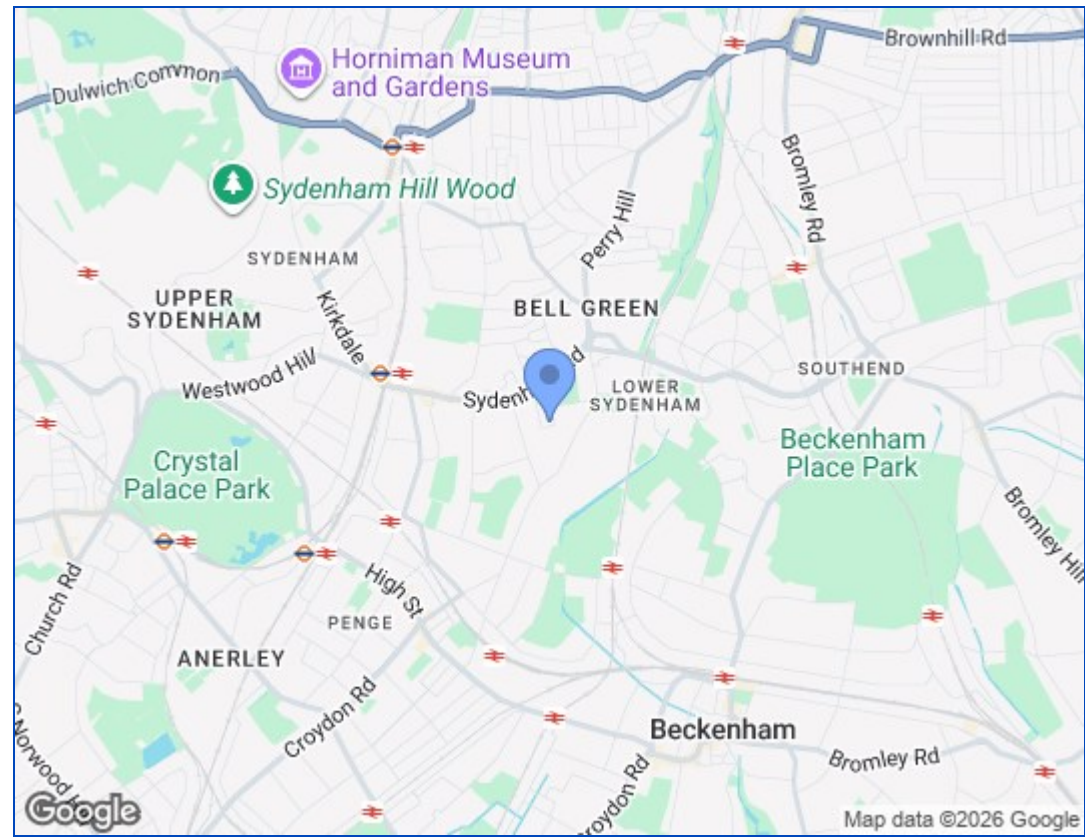 Brownhill Rd
Horniman Museum
and Gardens
Dulwich Common
Sydenham Hill Wood
Bromley Rd
Perry Hill
SYDENHAM
UPPER
SYDENHAM
Kirkdale
BELL GREEN
Westwood Hill
SOUTHEND
LOWER
SYDENHAM
Beckenham
Place Park
Crystal
Palace Park
Bromley Hill
High St
Church Rd
PENGE
ANERLEY
Croydon Rd
Beckenham
Bromley Rd
Croydon Rd
Google
Map data ©2026 Google